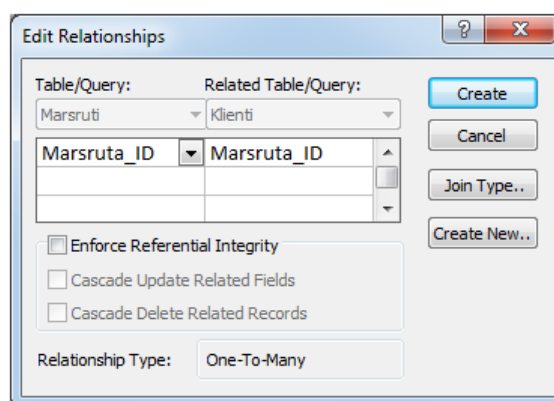 Edit Relationships
Table/Query: Related Table/Query:
Marsruti Klienti
Marsruta_ID Marsruta_ID
Enforce Referential Integrity
Cascade Update Related Fields
Cascade Delete Related Records
Relationship Type: One-To-Many
Create
Cancel
Join Type..
Create New..